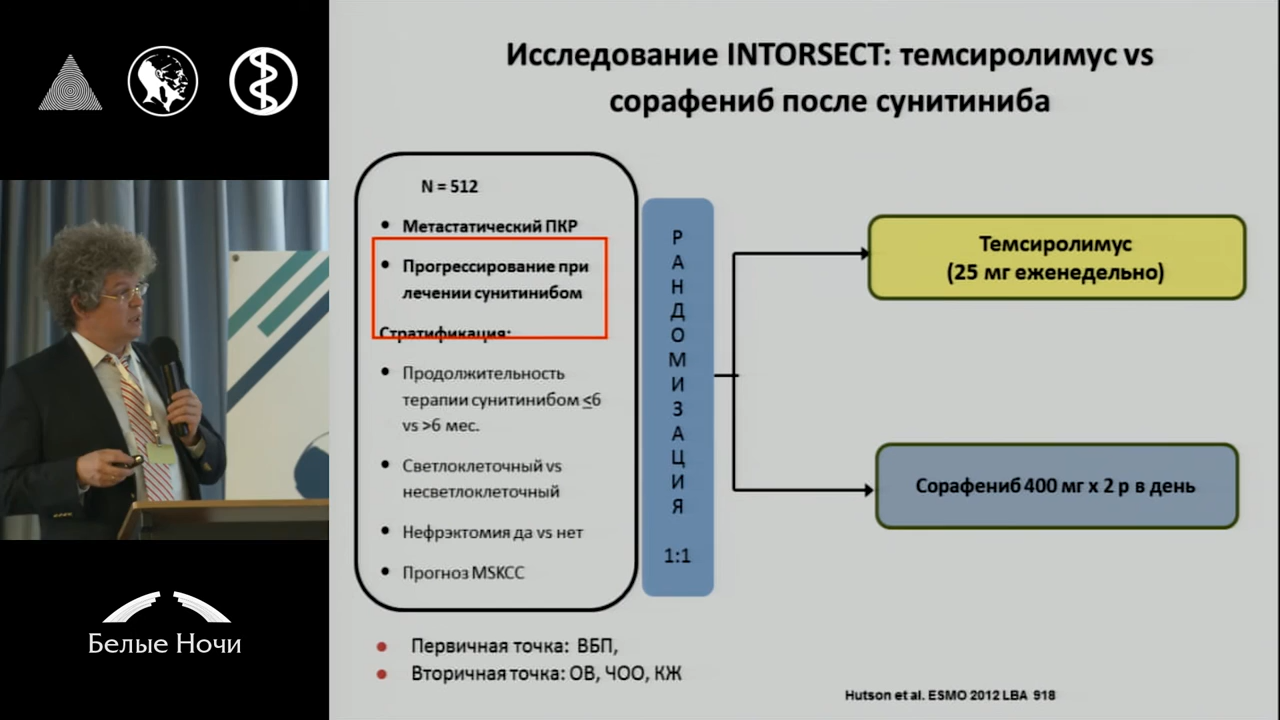 Исследование INTORSECT: темсиролимус vs
сорафениб после сунитиниба
N = 512
• Метастатический ПКР
• Прогрессирование при
лечении сунитинибом
Стратификация:
• Продолжительность
терапии сунитинибом ≤6
vs >6 мес.
• Светлоклеточный vs
несветлоклеточный
• Нефрэктомия да vs нет
• Прогноз MSKCC
РАНДОМИЗАЦИЯ
1:1
Темсиролимус
(25 мг еженедельно)
Сорафениб 400 мг х 2 р в день
• Первичная точка: ВБП,
• Вторичная точка: ОВ, ЧОО, КЖ
Hutson et al. ESMO 2012 LBA 918
Белые Ночи